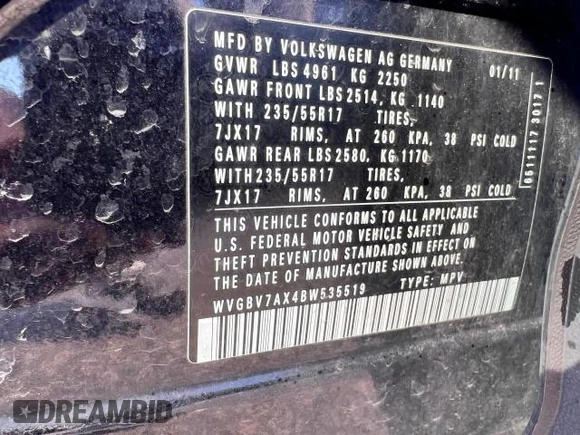 MFD BY VOLKSWAGEN AG GERMANY 01/11
GVWR LBS 4961 KG 2250
GAWR FRONT LBS 2514, KG 1140
WITH 235/55R17 TIRES,
7JX17 RIMS, AT 260 KPA, 38 PSI COLD
GAWR REAR LBS 2580, KG 1170
WITH 235/55R17 TIRES,
7JX17 RIMS, AT 260 KPA, 38 PSI COLD
THIS VEHICLE CONFORMS TO ALL APPLICABLE
U.S. FEDERAL MOTOR VEHICLE SAFETY AND
THEFT PREVENTION STANDARDS IN EFFECT ON
THE DATE OF MANUFACTURE SHOWN ABOVE.
WVGBV7AX4BW535519 TYPE: MPV
6511117 3017 1
DREAMBID